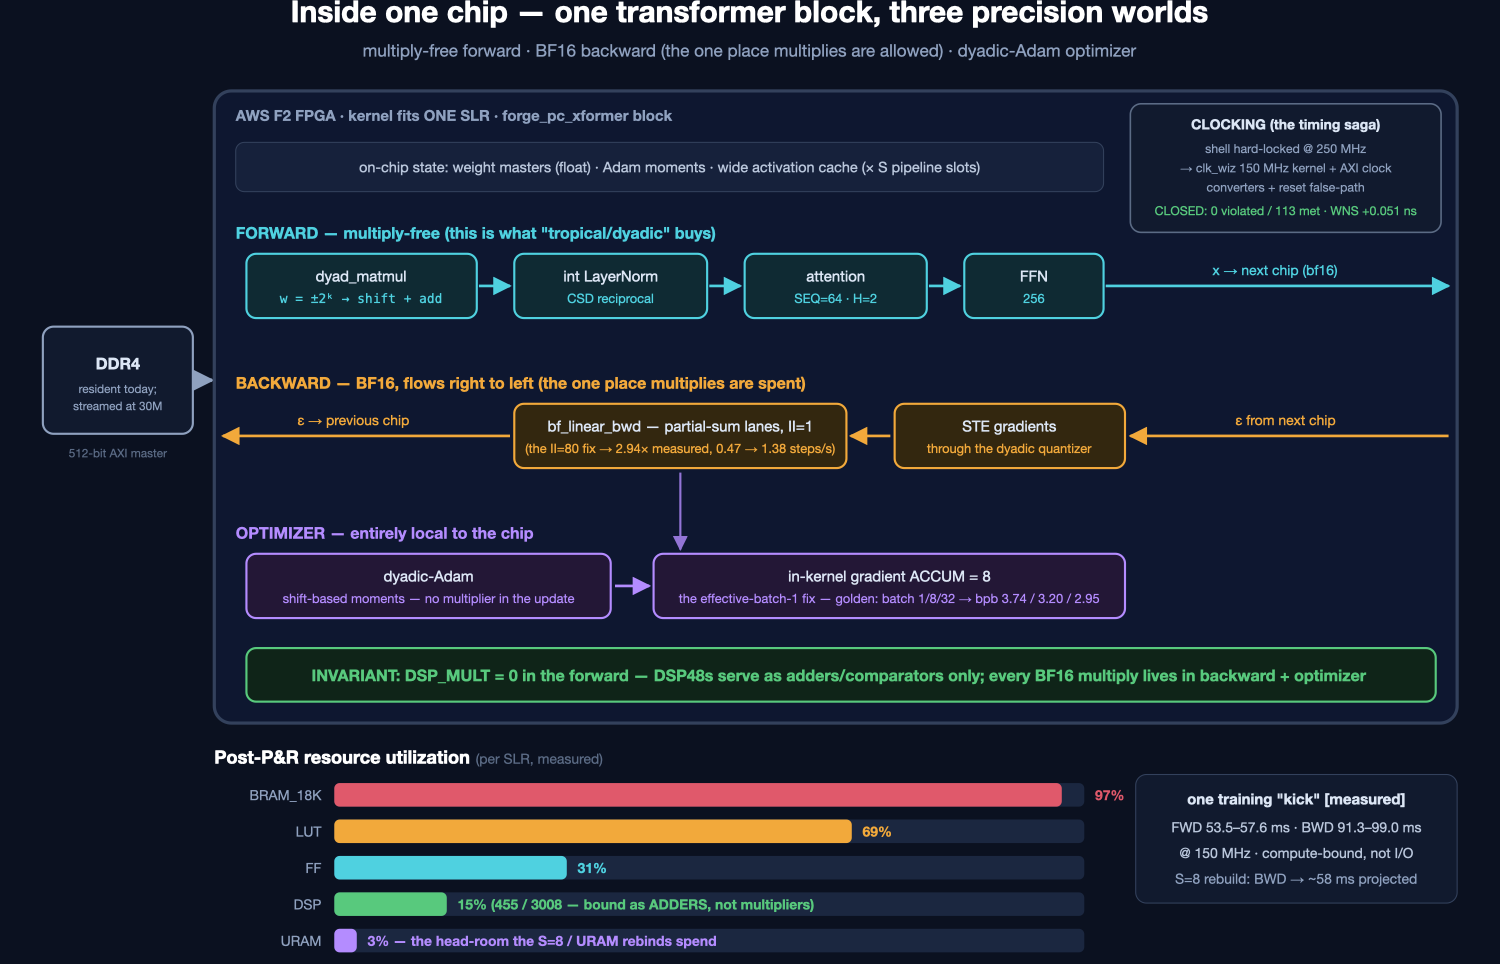 Inside one chip — one transformer block, three precision worlds
multiply-free forward · BF16 backward (the one place multiplies are allowed) · dyadic-Adam optimizer
AWS F2 FPGA · kernel fits ONE SLR · forge_pc_xformer block
on-chip state: weight masters (float) · Adam moments · wide activation cache (× S pipeline slots)
CLOCKING (the timing saga)
shell hard-locked @ 250 MHz
→ clk_wiz 150 MHz kernel + AXI clock
converters + reset false-path
CLOSED: 0 violated / 113 met · WNS +0.051 ns
FORWARD — multiply-free (this is what "tropical/dyadic" buys)
dyad_matmul
w = ±2ᵏ → shift + add
int LayerNorm
CSD reciprocal
attention
SEQ=64 · H=2
FFN
256
x → next chip (bf16)
DDR4
resident today;
streamed at 30M
512-bit AXI master
BACKWARD — BF16, flows right to left (the one place multiplies are spent)
ε → previous chip
bf_linear_bwd — partial-sum lanes, II=1
(the II=80 fix → 2.94× measured, 0.47 → 1.38 steps/s)
STE gradients
through the dyadic quantizer
ε from next chip
OPTIMIZER — entirely local to the chip
dyadic-Adam
shift-based moments — no multiplier in the update
in-kernel gradient ACCUM = 8
the effective-batch-1 fix — golden: batch 1/8/32 → bpb 3.74 / 3.20 / 2.95
INVARIANT: DSP_MULT = 0 in the forward — DSP48s serve as adders/comparators only; every BF16 multiply lives in backward + optimizer
Post-P&R resource utilization (per SLR, measured)
BRAM_18K 97%
LUT 69%
FF 31%
DSP 15% (455 / 3008 — bound as ADDERS, not multipliers)
URAM 3% — the head-room the S=8 / URAM rebinds spend
one training "kick" [measured]
FWD 53.5–57.6 ms · BWD 91.3–99.0 ms
@ 150 MHz · compute-bound, not I/O
S=8 rebuild: BWD → ~58 ms projected